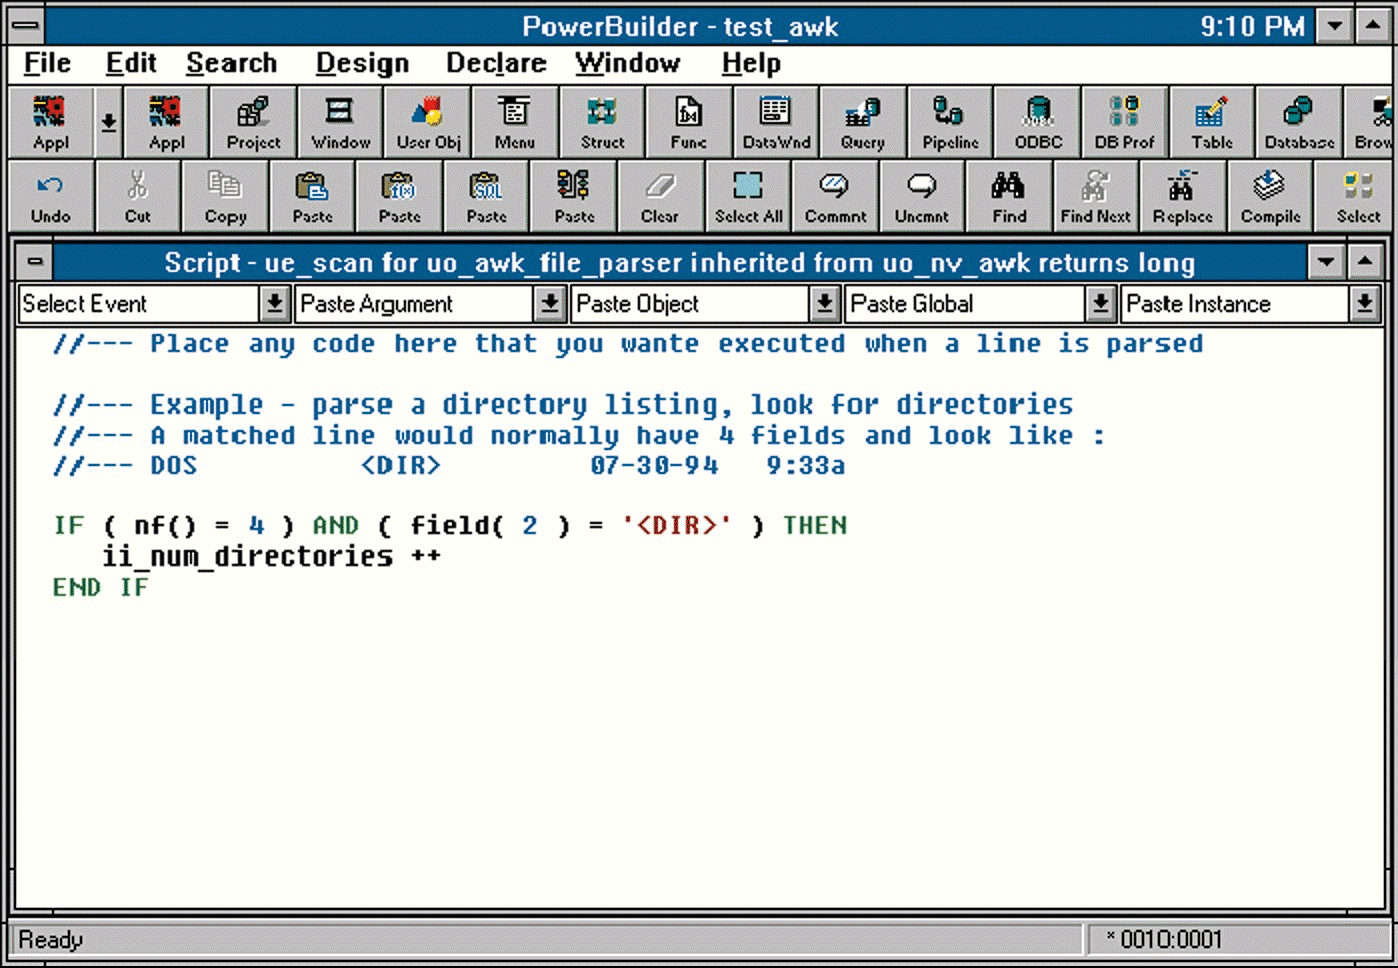 PowerBuilder - test_awk 9:10 PM
File Edit Search Design Declare Window Help
Appl Appl Project Window User Obj Menu Struct Func DataWnd Query Pipeline ODBC DB Prof Table Database Brow
Undo Cut Copy Paste Paste Paste Paste Clear Select All Commnt Uncmnt Find Find Next Replace Compile Select
Script - ue_scan for uo_awk_file_parser inherited from uo_nv_awk returns long
Select Event Paste Argument Paste Object Paste Global Paste Instance
//--- Place any code here that you wante executed when a line is parsed
//--- Example - parse a directory listing, look for directories
//--- A matched line would normally have 4 fields and look like :
//--- DOS <DIR> 07-30-94 9:33a
IF ( nf() = 4 ) AND ( field( 2 ) = '<DIR>' ) THEN
ii_num_directories ++
END IF
Ready * 0010:0001